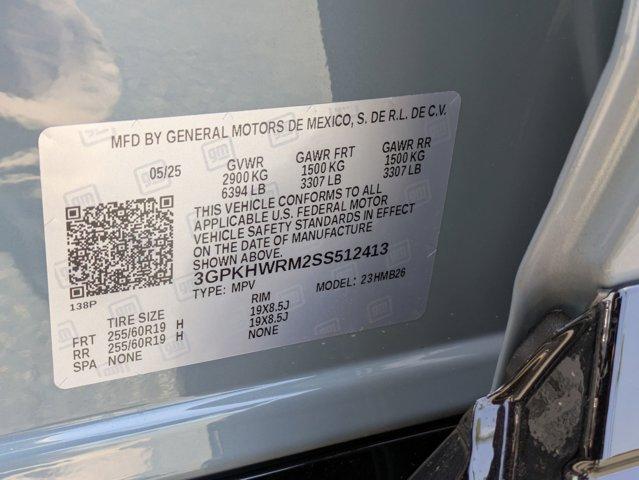 MFD BY GENERAL MOTORS DE MEXICO, S. DE R.L. DE C.V.
05/25 GVWR GAWR FRT GAWR RR
2900 KG 1500 KG 1500 KG
6394 LB 3307 LB 3307 LB
THIS VEHICLE CONFORMS TO ALL
APPLICABLE U.S. FEDERAL MOTOR
VEHICLE SAFETY STANDARDS IN EFFECT
ON THE DATE OF MANUFACTURE
SHOWN ABOVE.
3GPKHWRM2SS512413
TYPE: MPV MODEL: 23HMB26
138P
TIRE SIZE RIM
FRT 255/60R19 H 19X8.5J
RR 255/60R19 H 19X8.5J
SPA NONE NONE
gm